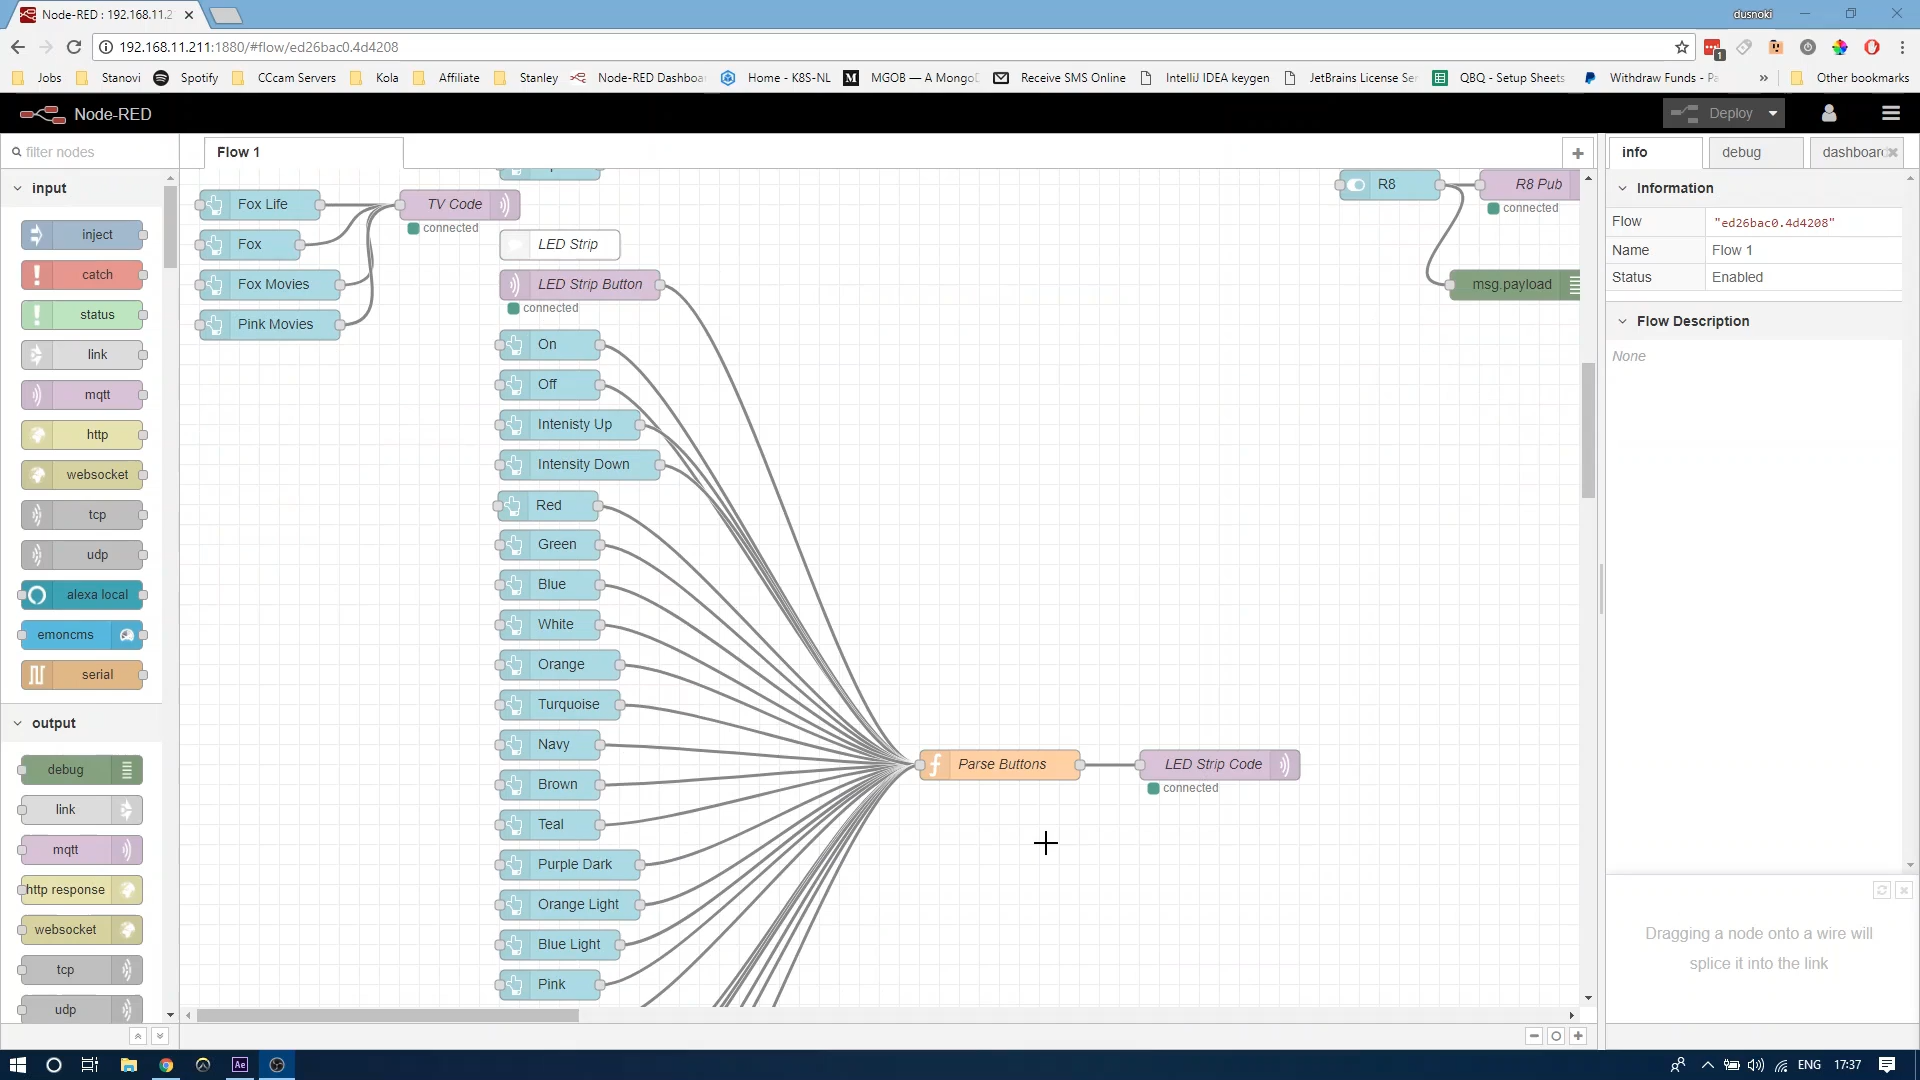 Node-RED : 192.168.11.2
dusnoki
192.168.11.211:1880/#flow/ed26bac0.4d4208
1
Jobs
Stanovi
Spotify
CCcam Servers
Kola
Affiliate
Stanley
Node-RED Dashboa
Home - K8S-NL
MGOB — A Mongo
Receive SMS Online
IntelliJ IDEA keygen
JetBrains License Ser
QBQ - Setup Sheets
Withdraw Funds - Pa
»
Other bookmarks
Node-RED
Deploy
filter nodes
Flow 1
info
debug
dashboar
input
inject
catch
status
link
mqtt
http
websocket
tcp
udp
alexa local
emoncms
serial
output
debug
link
mqtt
http response
websocket
tcp
udp
Fox Life
Fox
Fox Movies
Pink Movies
TV Code
connected
LED Strip
LED Strip Button
connected
On
Off
Intenisty Up
Intensity Down
Red
Green
Blue
White
Orange
Turquoise
Navy
Brown
Teal
Purple Dark
Orange Light
Blue Light
Pink
Parse Buttons
LED Strip Code
connected
R8
R8 Pub
connected
msg.payload
Information
Flow "ed26bac0.4d4208"
Name Flow 1
Status Enabled
Flow Description
None
Dragging a node onto a wire will
splice it into the link
Ae
ENG
17:37